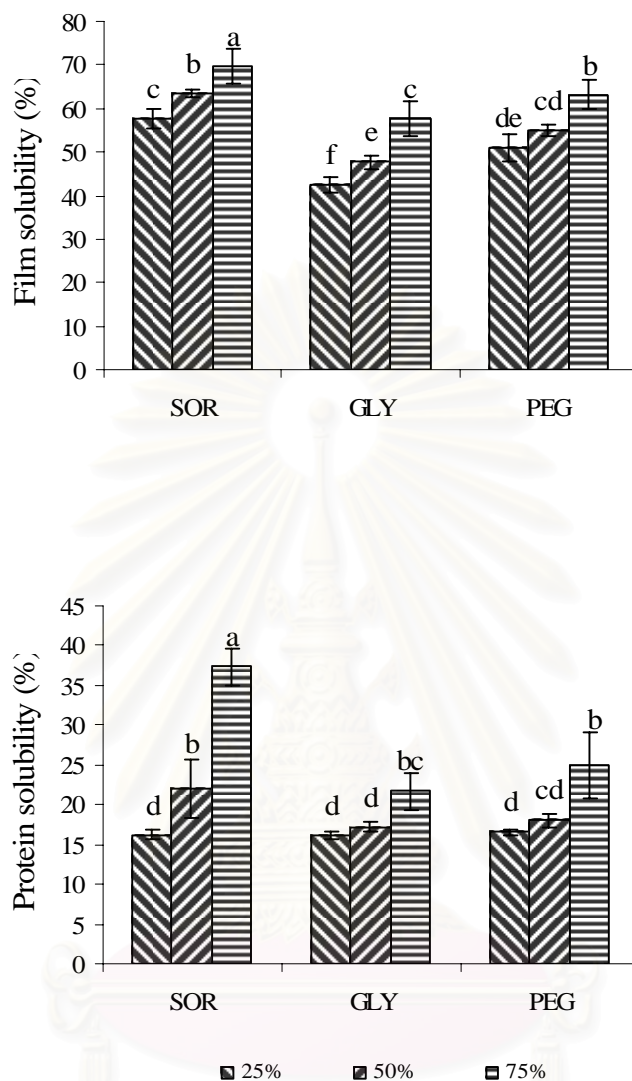 Film solubility (%)
80
70
60
50
40
30
20
10
0
c b a
f e c
de cd b
SOR GLY PEG
Protein solubility (%)
45
40
35
30
25
20
15
10
5
0
d b a
d d bc
d cd b
SOR GLY PEG
25% 50% 75%